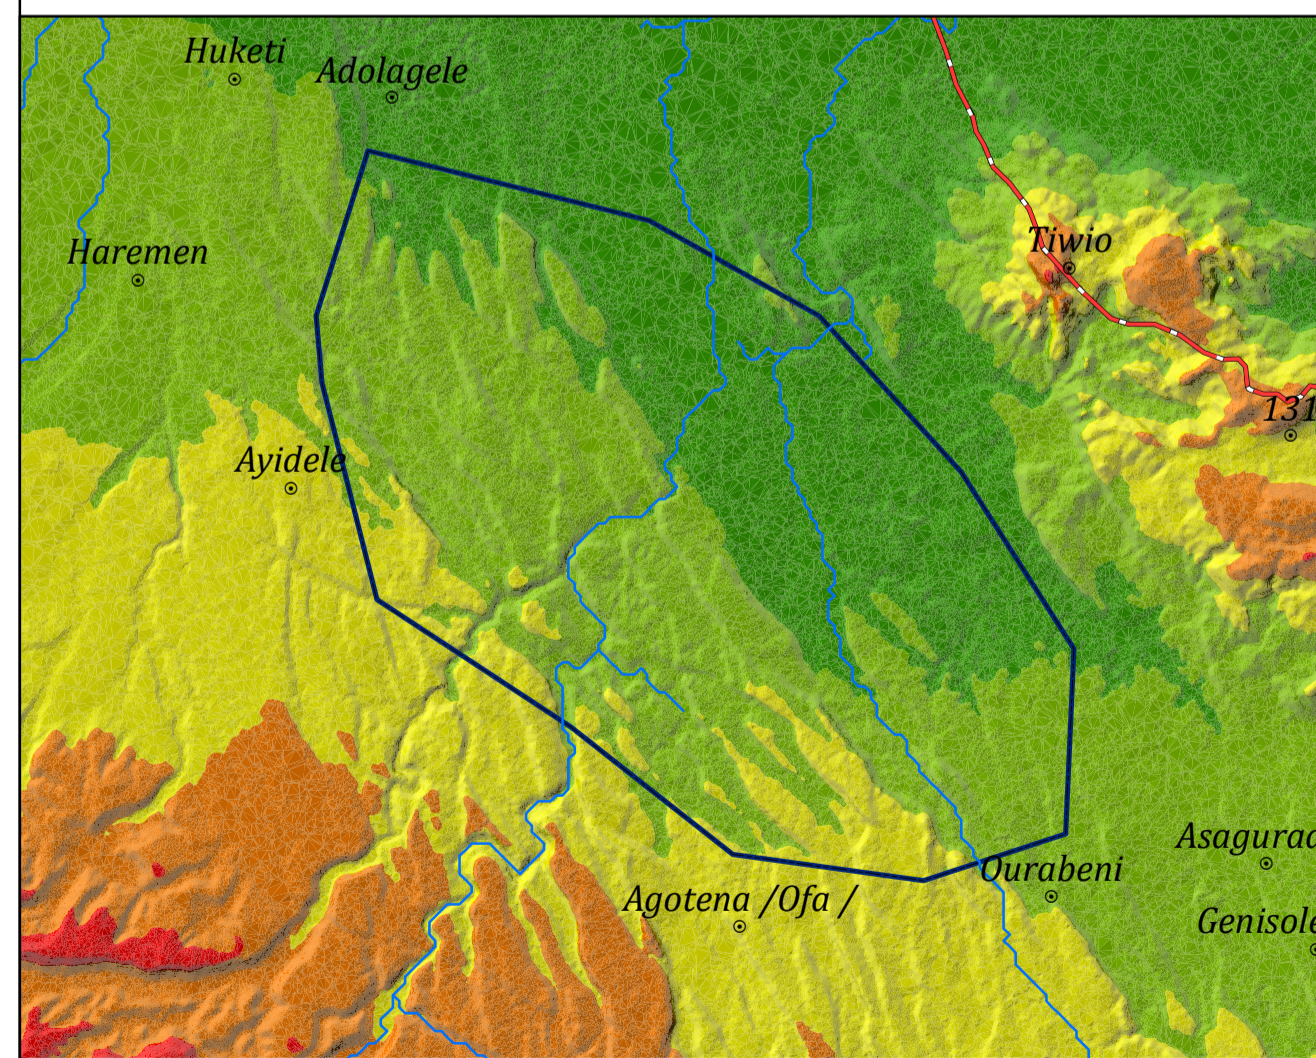 Huketi
Adolagele
Haremen
Tiwio
131
Ayidele
Asagurad
Ourabeni
Agotena /Ofa /
Genisole